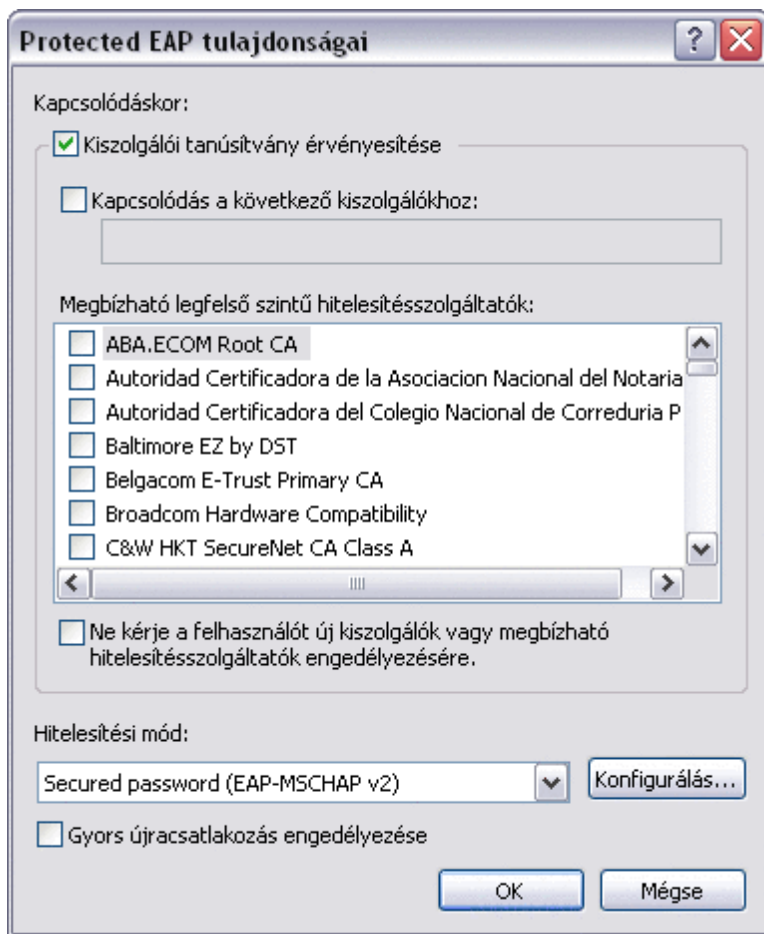 Protected EAP tulajdonságai
Kapcsolódáskor:
Kiszolgálói tanúsítvány érvényesítése
Kapcsolódás a következő kiszolgálókhoz:
Megbízható legfelső szintű hitelesítésszolgáltatók:
ABA.ECOM Root CA
Autoridad Certificadora de la Asociacion Nacional del Notaria
Autoridad Certificadora del Colegio Nacional de Correduria P
Baltimore EZ by DST
Belgacom E-Trust Primary CA
Broadcom Hardware Compatibility
C&W HKT SecureNet CA Class A
Ne kérje a felhasználót új kiszolgálók vagy megbízható
hitelesítésszolgáltatók engedélyezésére.
Hitelesítési mód:
Secured password (EAP-MSCHAP v2)
Konfigurálás...
Gyors újracsatlakozás engedélyezése
OK
Mégse